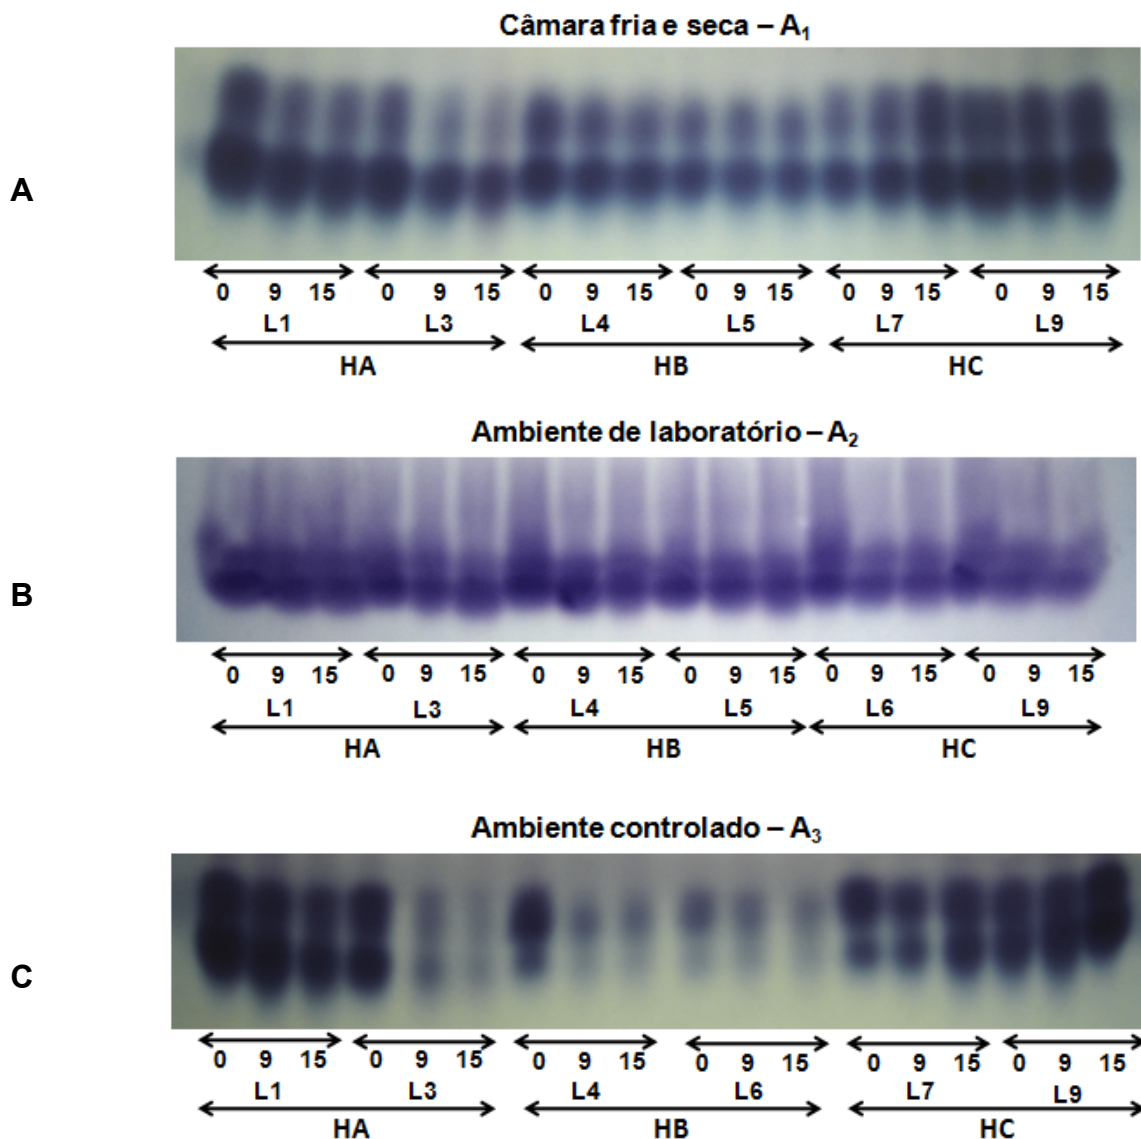 Câmara fria e seca – A1
A
0 9 15 0 9 15 0 9 15 0 9 15 0 9 15 0 9 15
L1 L3 L4 L5 L7 L9
HA HB HC
Ambiente de laboratório – A2
B
0 9 15 0 9 15 0 9 15 0 9 15 0 9 15 0 9 15
L1 L3 L4 L5 L6 L9
HA HB HC
Ambiente controlado – A3
C
0 9 15 0 9 15 0 9 15 0 9 15 0 9 15 0 9 15
L1 L3 L4 L6 L7 L9
HA HB HC